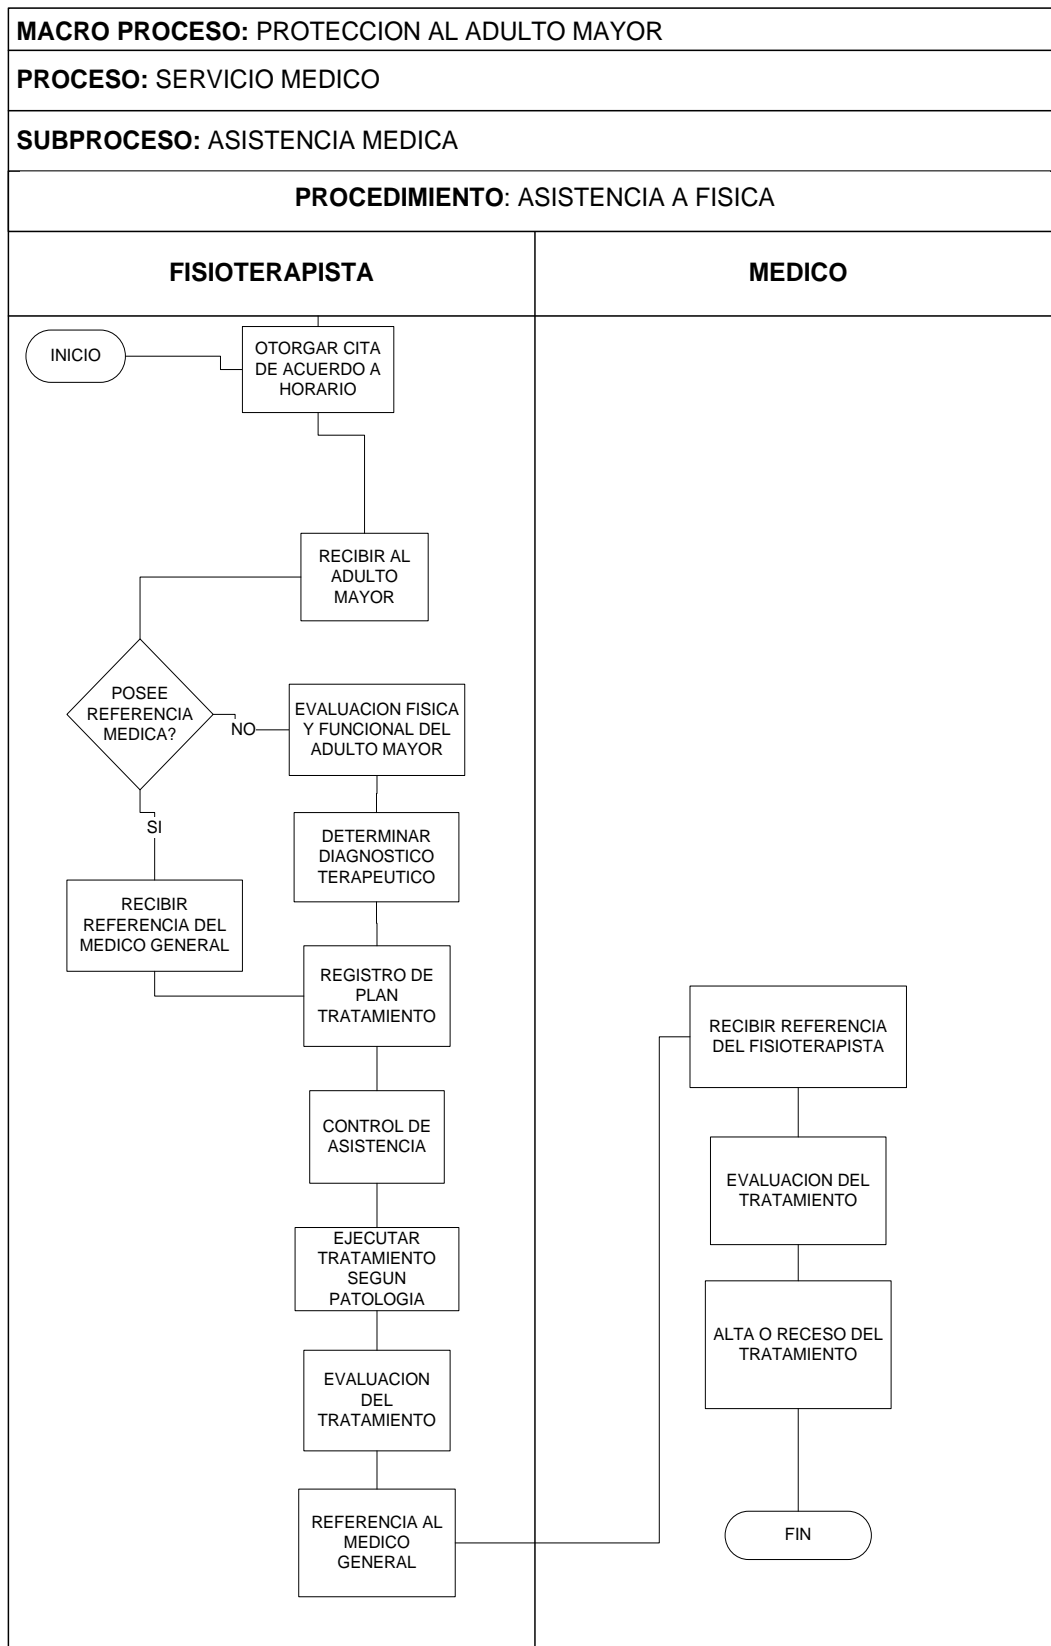 MACRO PROCESO: PROTECCION AL ADULTO MAYOR
PROCESO: SERVICIO MEDICO
SUBPROCESO: ASISTENCIA MEDICA
PROCEDIMIENTO: ASISTENCIA A FISICA
FISIOTERAPISTA
MEDICO
INICIO
OTORGAR CITA
DE ACUERDO A
HORARIO
RECIBIR AL
ADULTO
MAYOR
POSEE
REFERENCIA
MEDICA?
NO
EVALUACION FISICA
Y FUNCIONAL DEL
ADULTO MAYOR
DETERMINAR
DIAGNOSTICO
TERAPEUTICO
SI
RECIBIR
REFERENCIA DEL
MEDICO GENERAL
REGISTRO DE
PLAN
TRATAMIENTO
CONTROL DE
ASISTENCIA
EJECUTAR
TRATAMIENTO
SEGUN
PATOLOGIA
EVALUACION
DEL
TRATAMIENTO
REFERENCIA AL
MEDICO
GENERAL
RECIBIR REFERENCIA
DEL FISIOTERAPISTA
EVALUACION DEL
TRATAMIENTO
ALTA O RECESO DEL
TRATAMIENTO
FIN